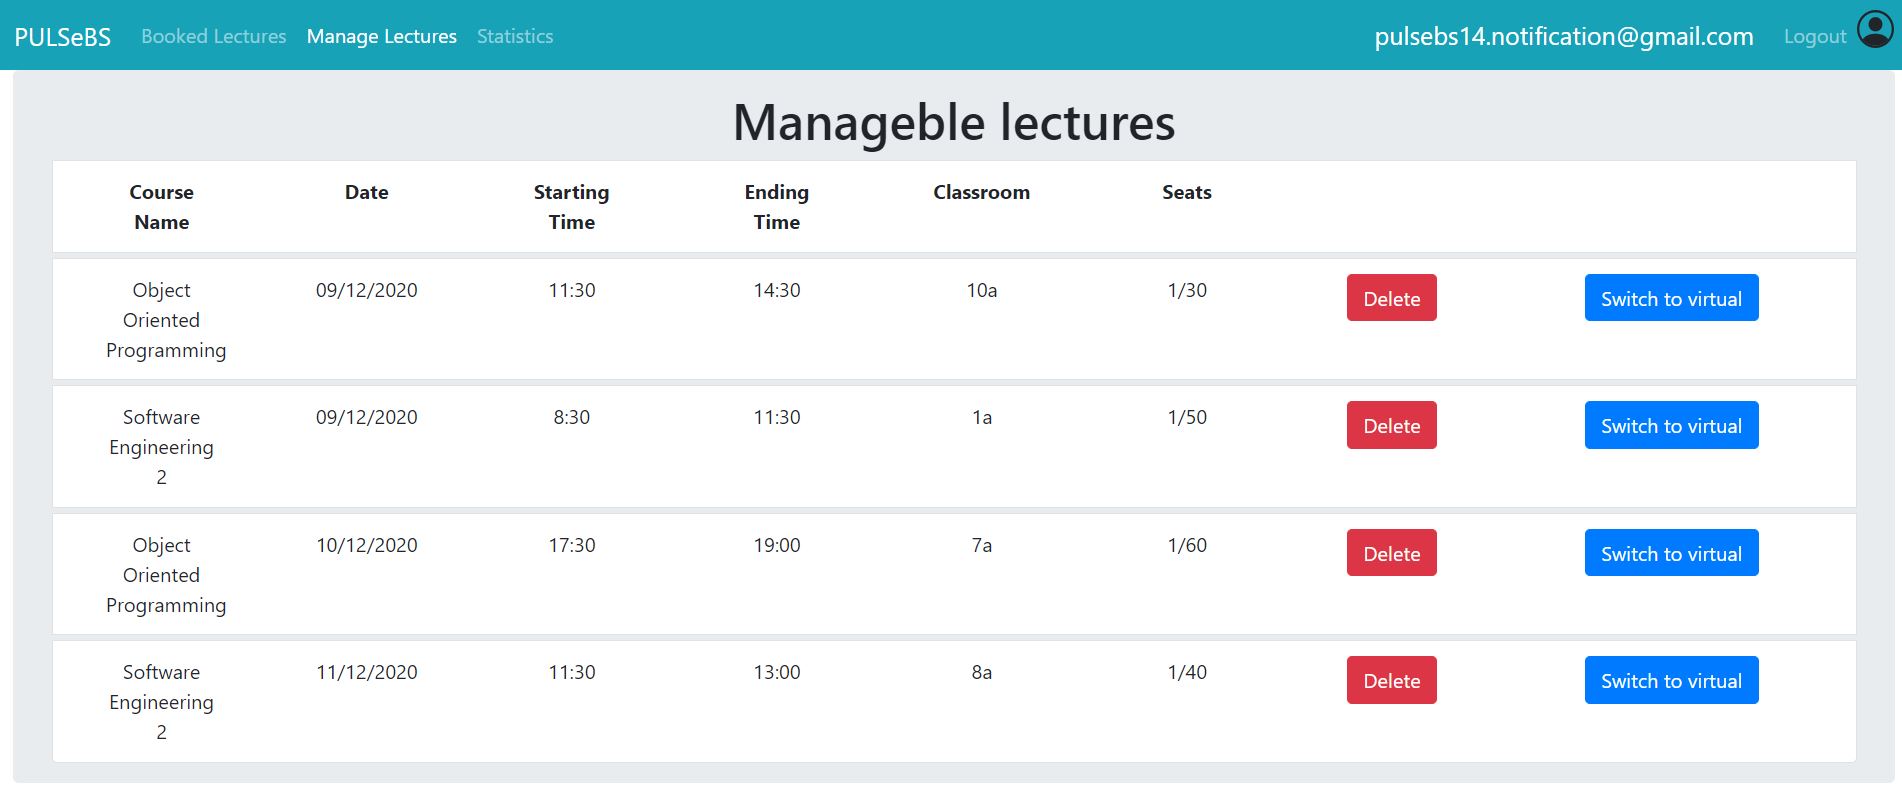 PULSeBS Booked Lectures Manage Lectures Statistics pulsebs14.notification@gmail.com Logout
Manageble lectures
Course Name Date Starting Time Ending Time Classroom Seats
Object Oriented Programming 09/12/2020 11:30 14:30 10a 1/30 Delete Switch to virtual
Software Engineering 2 09/12/2020 8:30 11:30 1a 1/50 Delete Switch to virtual
Object Oriented Programming 10/12/2020 17:30 19:00 7a 1/60 Delete Switch to virtual
Software Engineering 2 11/12/2020 11:30 13:00 8a 1/40 Delete Switch to virtual